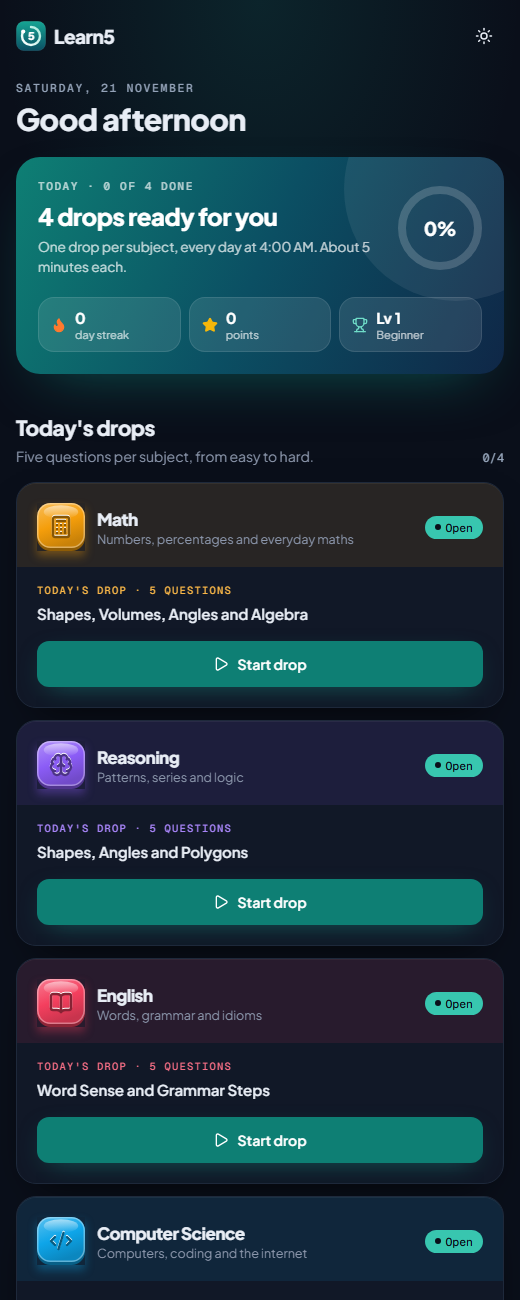 5
Learn5
SATURDAY, 21 NOVEMBER
Good afternoon
TODAY · 0 OF 4 DONE
4 drops ready for you
One drop per subject, every day at 4:00 AM. About 5
minutes each.
0%
0
day streak
0
points
Lv 1
Beginner
Today's drops
Five questions per subject, from easy to hard.
0/4
Math
Numbers, percentages and everyday maths
Open
TODAY'S DROP · 5 QUESTIONS
Shapes, Volumes, Angles and Algebra
Start drop
Reasoning
Patterns, series and logic
Open
TODAY'S DROP · 5 QUESTIONS
Shapes, Angles and Polygons
Start drop
English
Words, grammar and idioms
Open
TODAY'S DROP · 5 QUESTIONS
Word Sense and Grammar Steps
Start drop
Computer Science
Computers, coding and the internet
Open